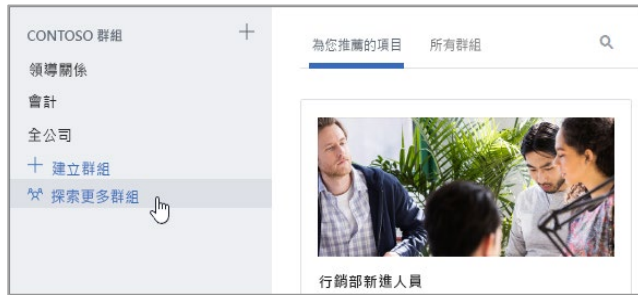 CONTOSO 群組
領導關係
會計
全公司
建立群組
探索更多群組
為您推薦的項目 所有群組
行銷部新進人員